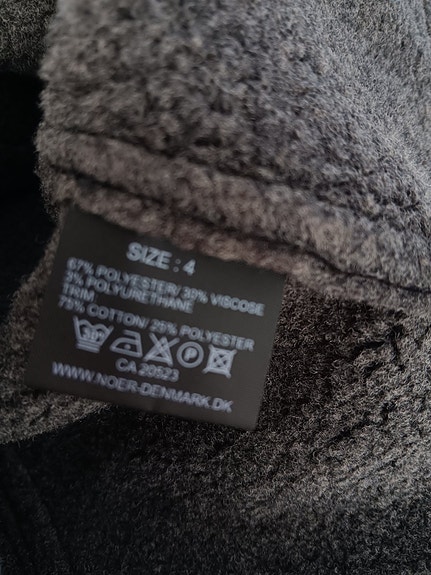 SIZE : 4
67% POLYESTER/ 30% VISCOSE
3% POLYURETHANE
TRIM
75% COTTON/ 25% POLYESTER
30 P
CA 20523
WWW.NOER-DENMARK.DK